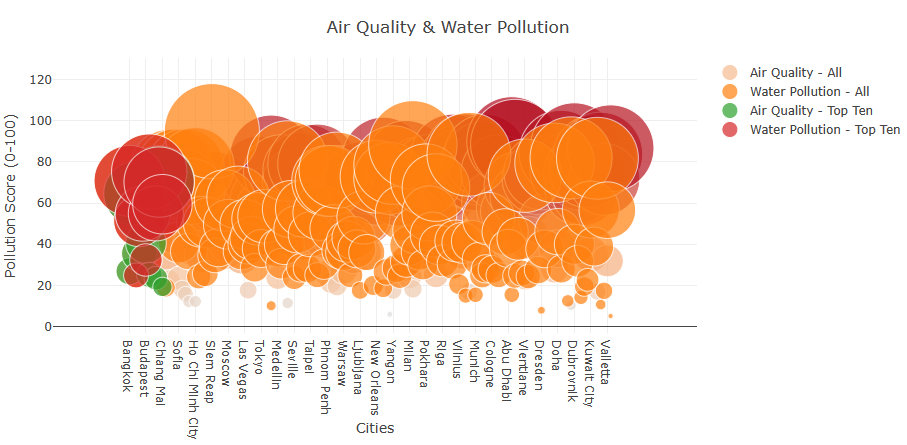 Air Quality & Water Pollution
Air Quality - All
Water Pollution - All
Air Quality - Top Ten
Water Pollution - Top Ten
Pollution Score (0-100)
120
100
80
60
40
20
0
Bangkok
Budapest
Chiang Mai
Sofia
Ho Chi Minh City
Siem Reap
Moscow
Las Vegas
Tokyo
Medellin
Seville
Taipei
Phnom Penh
Warsaw
Ljubljana
New Orleans
Yangon
Milan
Pokhara
Riga
Vilnius
Munich
Cologne
Abu Dhabi
Vientiane
Dresden
Doha
Dubrovnik
Kuwait City
Valletta
Cities